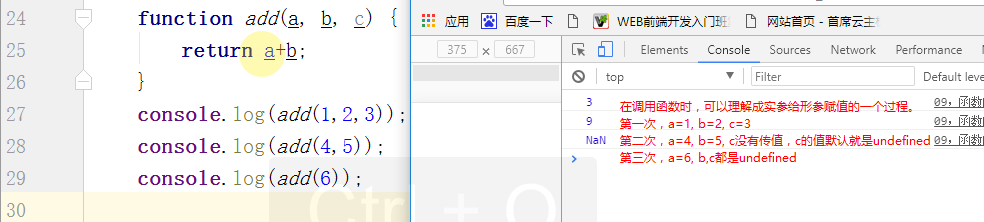 24 function add(a, b, c) {
25 return a+b;
26 }
27 console.log(add(1,2,3));
28 console.log(add(4,5));
29 console.log(add(6));
30
Ctrl + O
应用 百度一下 WEB前端开发入门班 网站首页 - 首席云主
375 × 667
Elements Console Sources Network Performance
top ▼ Filter Default leve
3 在调用函数时，可以理解成实参给形参赋值的一个过程。 09，函数
9 第一次，a=1, b=2, c=3 09，函数
NaN 第二次，a=4, b=5, c没有传值，c的值默认就是undefined 09，函数
› 第三次，a=6, b,c都是undefined